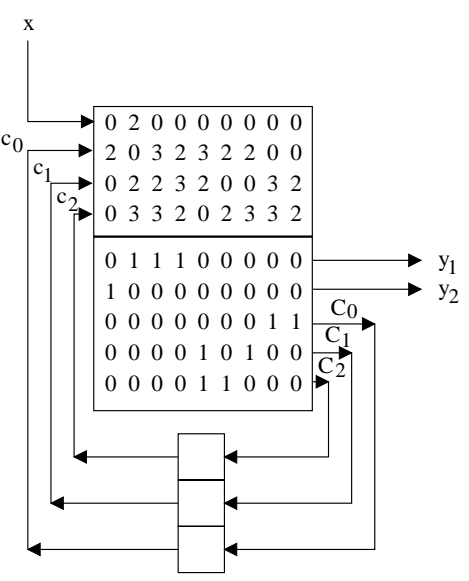 x
0 2 0 0 0 0 0 0 0
c0
2 0 3 2 3 2 2 0 0
c1
0 2 2 3 2 0 0 3 2
c2
0 3 3 2 0 2 3 3 2
0 1 1 1 0 0 0 0 0
y1
1 0 0 0 0 0 0 0 0
y2
0 0 0 0 0 0 0 1 1
C0
0 0 0 0 1 0 1 0 0
C1
0 0 0 0 1 1 0 0 0
C2